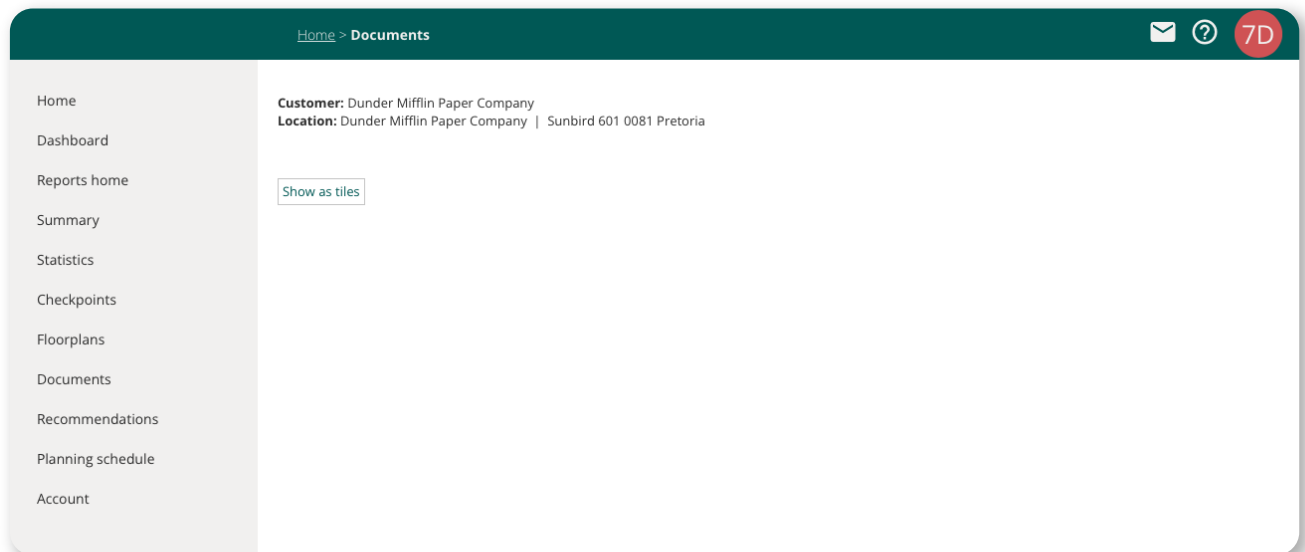 Home > Documents
7D
Home
Dashboard
Reports home
Summary
Statistics
Checkpoints
Floorplans
Documents
Recommendations
Planning schedule
Account
Customer: Dunder Mifflin Paper Company
Location: Dunder Mifflin Paper Company | Sunbird 601 0081 Pretoria
Show as tiles